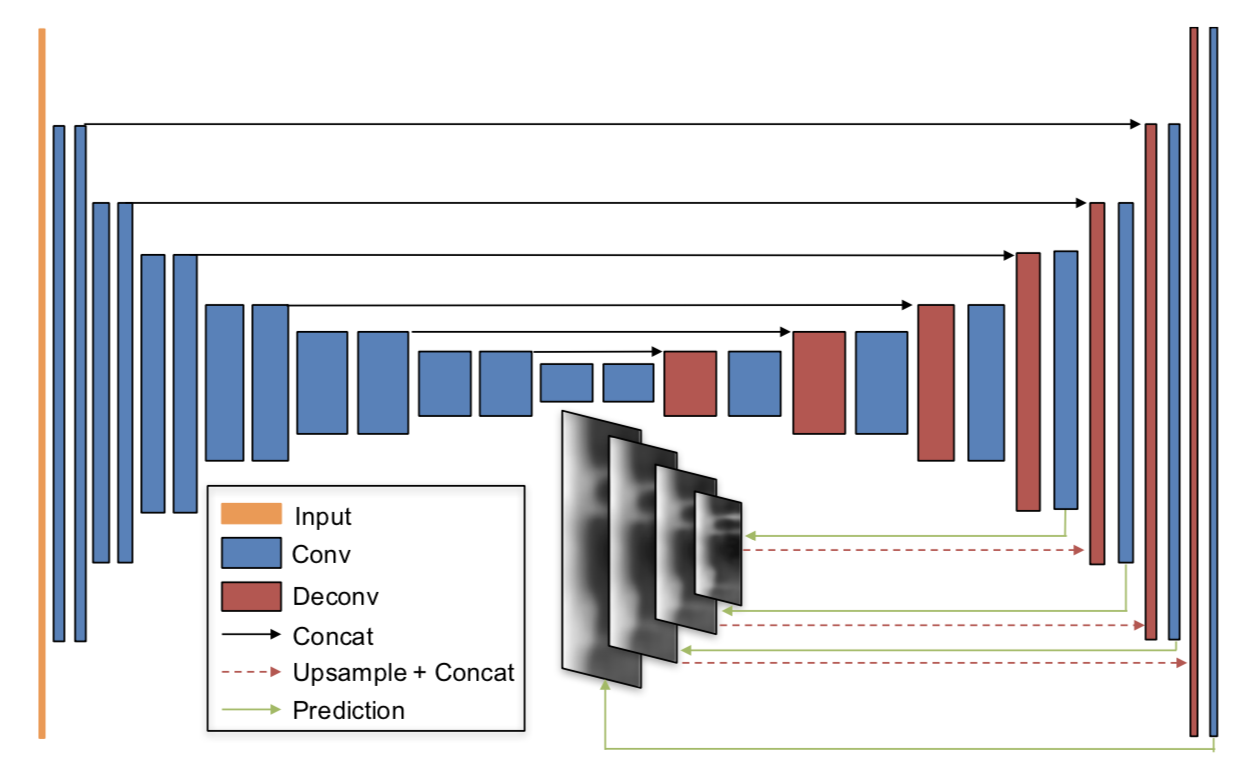 Input
Conv
Deconv
Concat
Upsample + Concat
Prediction